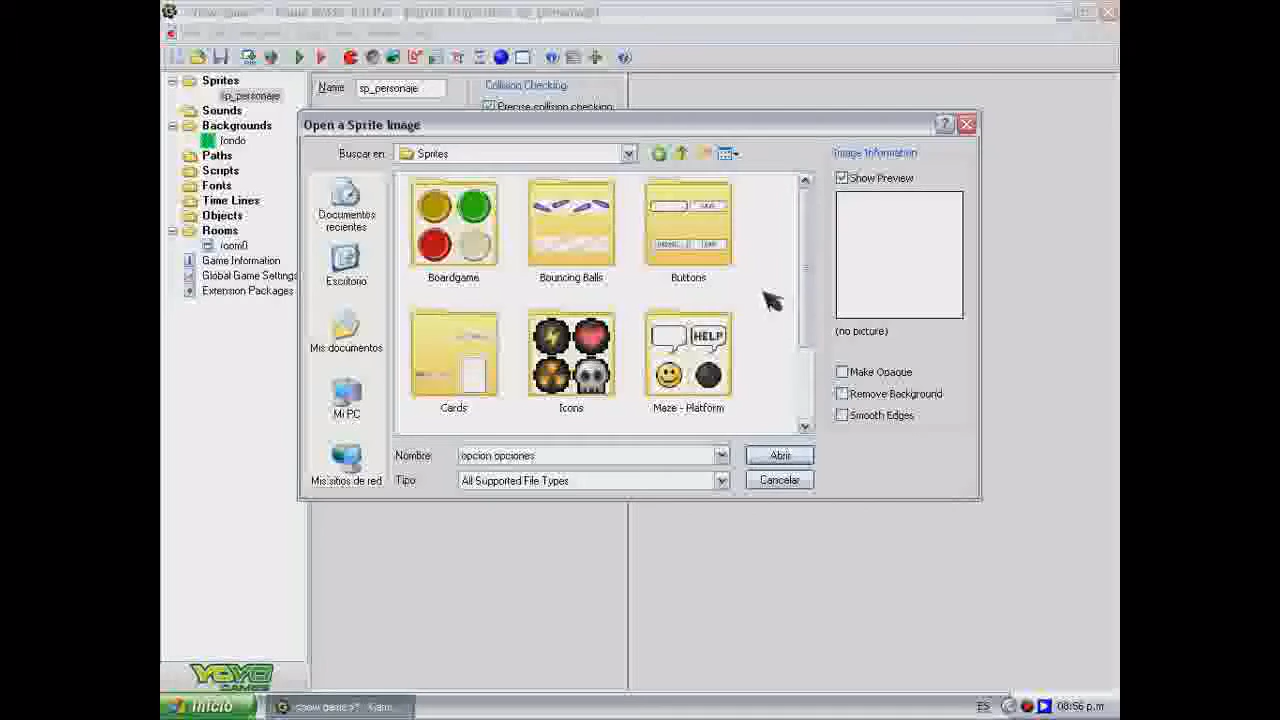 Sprites
sp_personaje
Sounds
Backgrounds
fondo
Paths
Scripts
Fonts
Time Lines
Objects
Rooms
room0
Game Information
Global Game Settings
Extension Packages
Name
sp_personaje
Collision Checking
Precise collision checking
Open a Sprite Image
Buscar en:
Sprites
Documentos recientes
Escritorio
Mis documentos
Mi PC
Mis sitios de red
Boardgame
Bouncing Balls
Buttons
HELP
Cards
Icons
Maze - Platform
Nombre:
opcion opciones
Abrir
Tipo:
All Supported File Types
Cancelar
Image Information
Show Preview
(no picture)
Make Opaque
Remove Background
Smooth Edges
YOYO
GAMES
Inicio
ES
08:56 p.m.